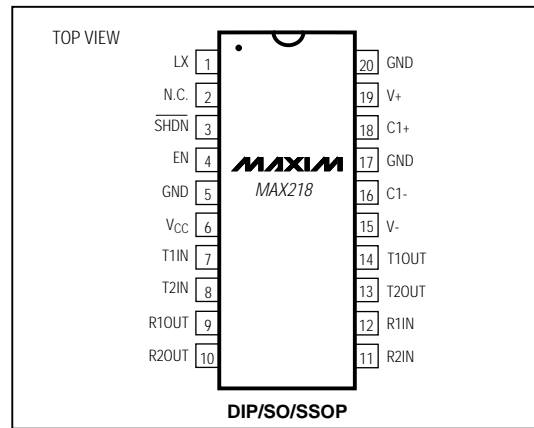 TOP VIEW
LX 1
N.C. 2
SHDN 3
EN 4
GND 5
VCC 6
T1IN 7
T2IN 8
R1OUT 9
R2OUT 10
MAXIM
MAX218
20 GND
19 V+
18 C1+
17 GND
16 C1-
15 V-
14 T1OUT
13 T2OUT
12 R1IN
11 R2IN
DIP/SO/SSOP